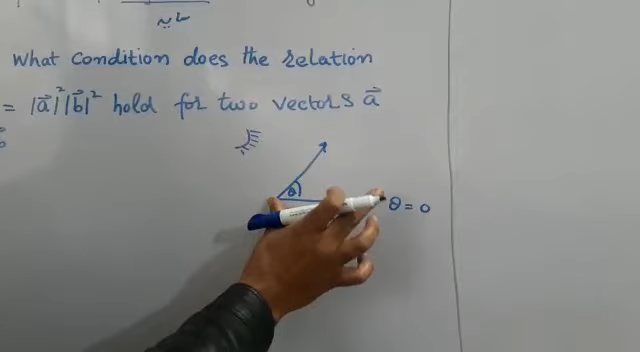 What condition does the relation
= |a⃗|²|b⃗|² hold for two vectors a⃗
θ
θ = 0